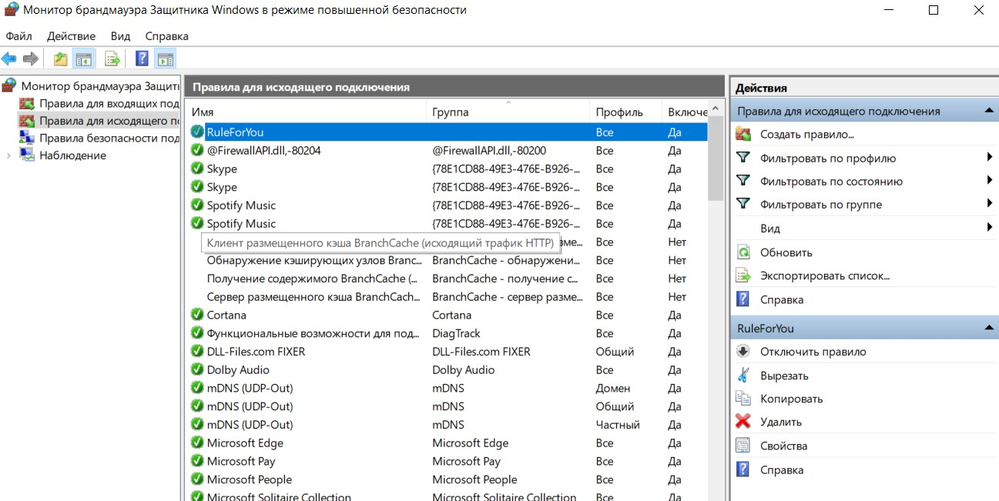 Монитор брандмауэра Защитника Windows в режиме повышенной безопасности
Файл Действие Вид Справка
Монитор брандмауэра Защити
Правила для входящих под
Правила для исходящего по
Правила безопасности под
Наблюдение
Правила для исходящего подключения
Имя Группа Профиль Включе
RuleForYou Все Да
@FirewallAPI.dll,-80204 @FirewallAPI.dll,-80200 Все Да
Skype {78E1CD88-49E3-476E-B926-... Все Да
Skype {78E1CD88-49E3-476E-B926-... Все Да
Spotify Music {78E1CD88-49E3-476E-B926-... Все Да
Spotify Music {78E1CD88-49E3-476E-B926-... Все Да
Клиент размещенного кэша BranchCache (исходящий трафик HTTP) зме... Все Нет
Обнаружение кэширующих узлов Branc... BranchCache - обнаружени... Все Нет
Получение содержимого BranchCache (... BranchCache - получение с... Все Нет
Сервер размещенного кэша BranchCach... BranchCache - сервер разме... Все Нет
Cortana Cortana Все Да
Функциональные возможности для под... DiagTrack Все Да
DLL-Files.com FIXER DLL-Files.com FIXER Общий Да
Dolby Audio Dolby Audio Все Да
mDNS (UDP-Out) mDNS Домен Да
mDNS (UDP-Out) mDNS Общий Да
mDNS (UDP-Out) mDNS Частный Да
Microsoft Edge Microsoft Edge Все Да
Microsoft Pay Microsoft Pay Все Да
Microsoft People Microsoft People Все Да
Microsoft Solitaire Collection Microsoft Solitaire Collection Все Да
Действия
Правила для исходящего подключения
Создать правило...
Фильтровать по профилю
Фильтровать по состоянию
Фильтровать по группе
Вид
Обновить
Экспортировать список...
Справка
RuleForYou
Отключить правило
Вырезать
Копировать
Удалить
Свойства
Справка